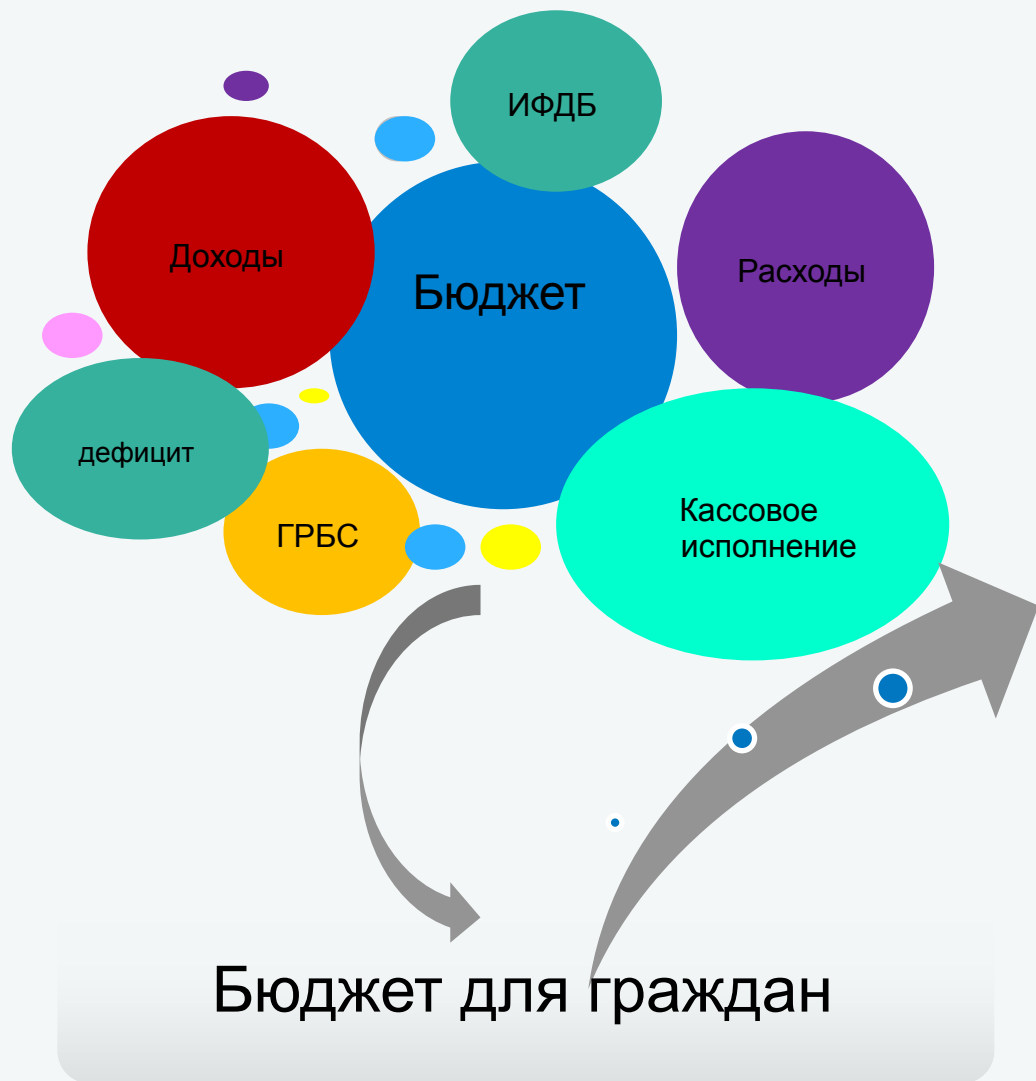 ИФДБ
Доходы
Расходы
Бюджет
дефицит
ГРБС
Кассовое
исполнение
Бюджет для граждан